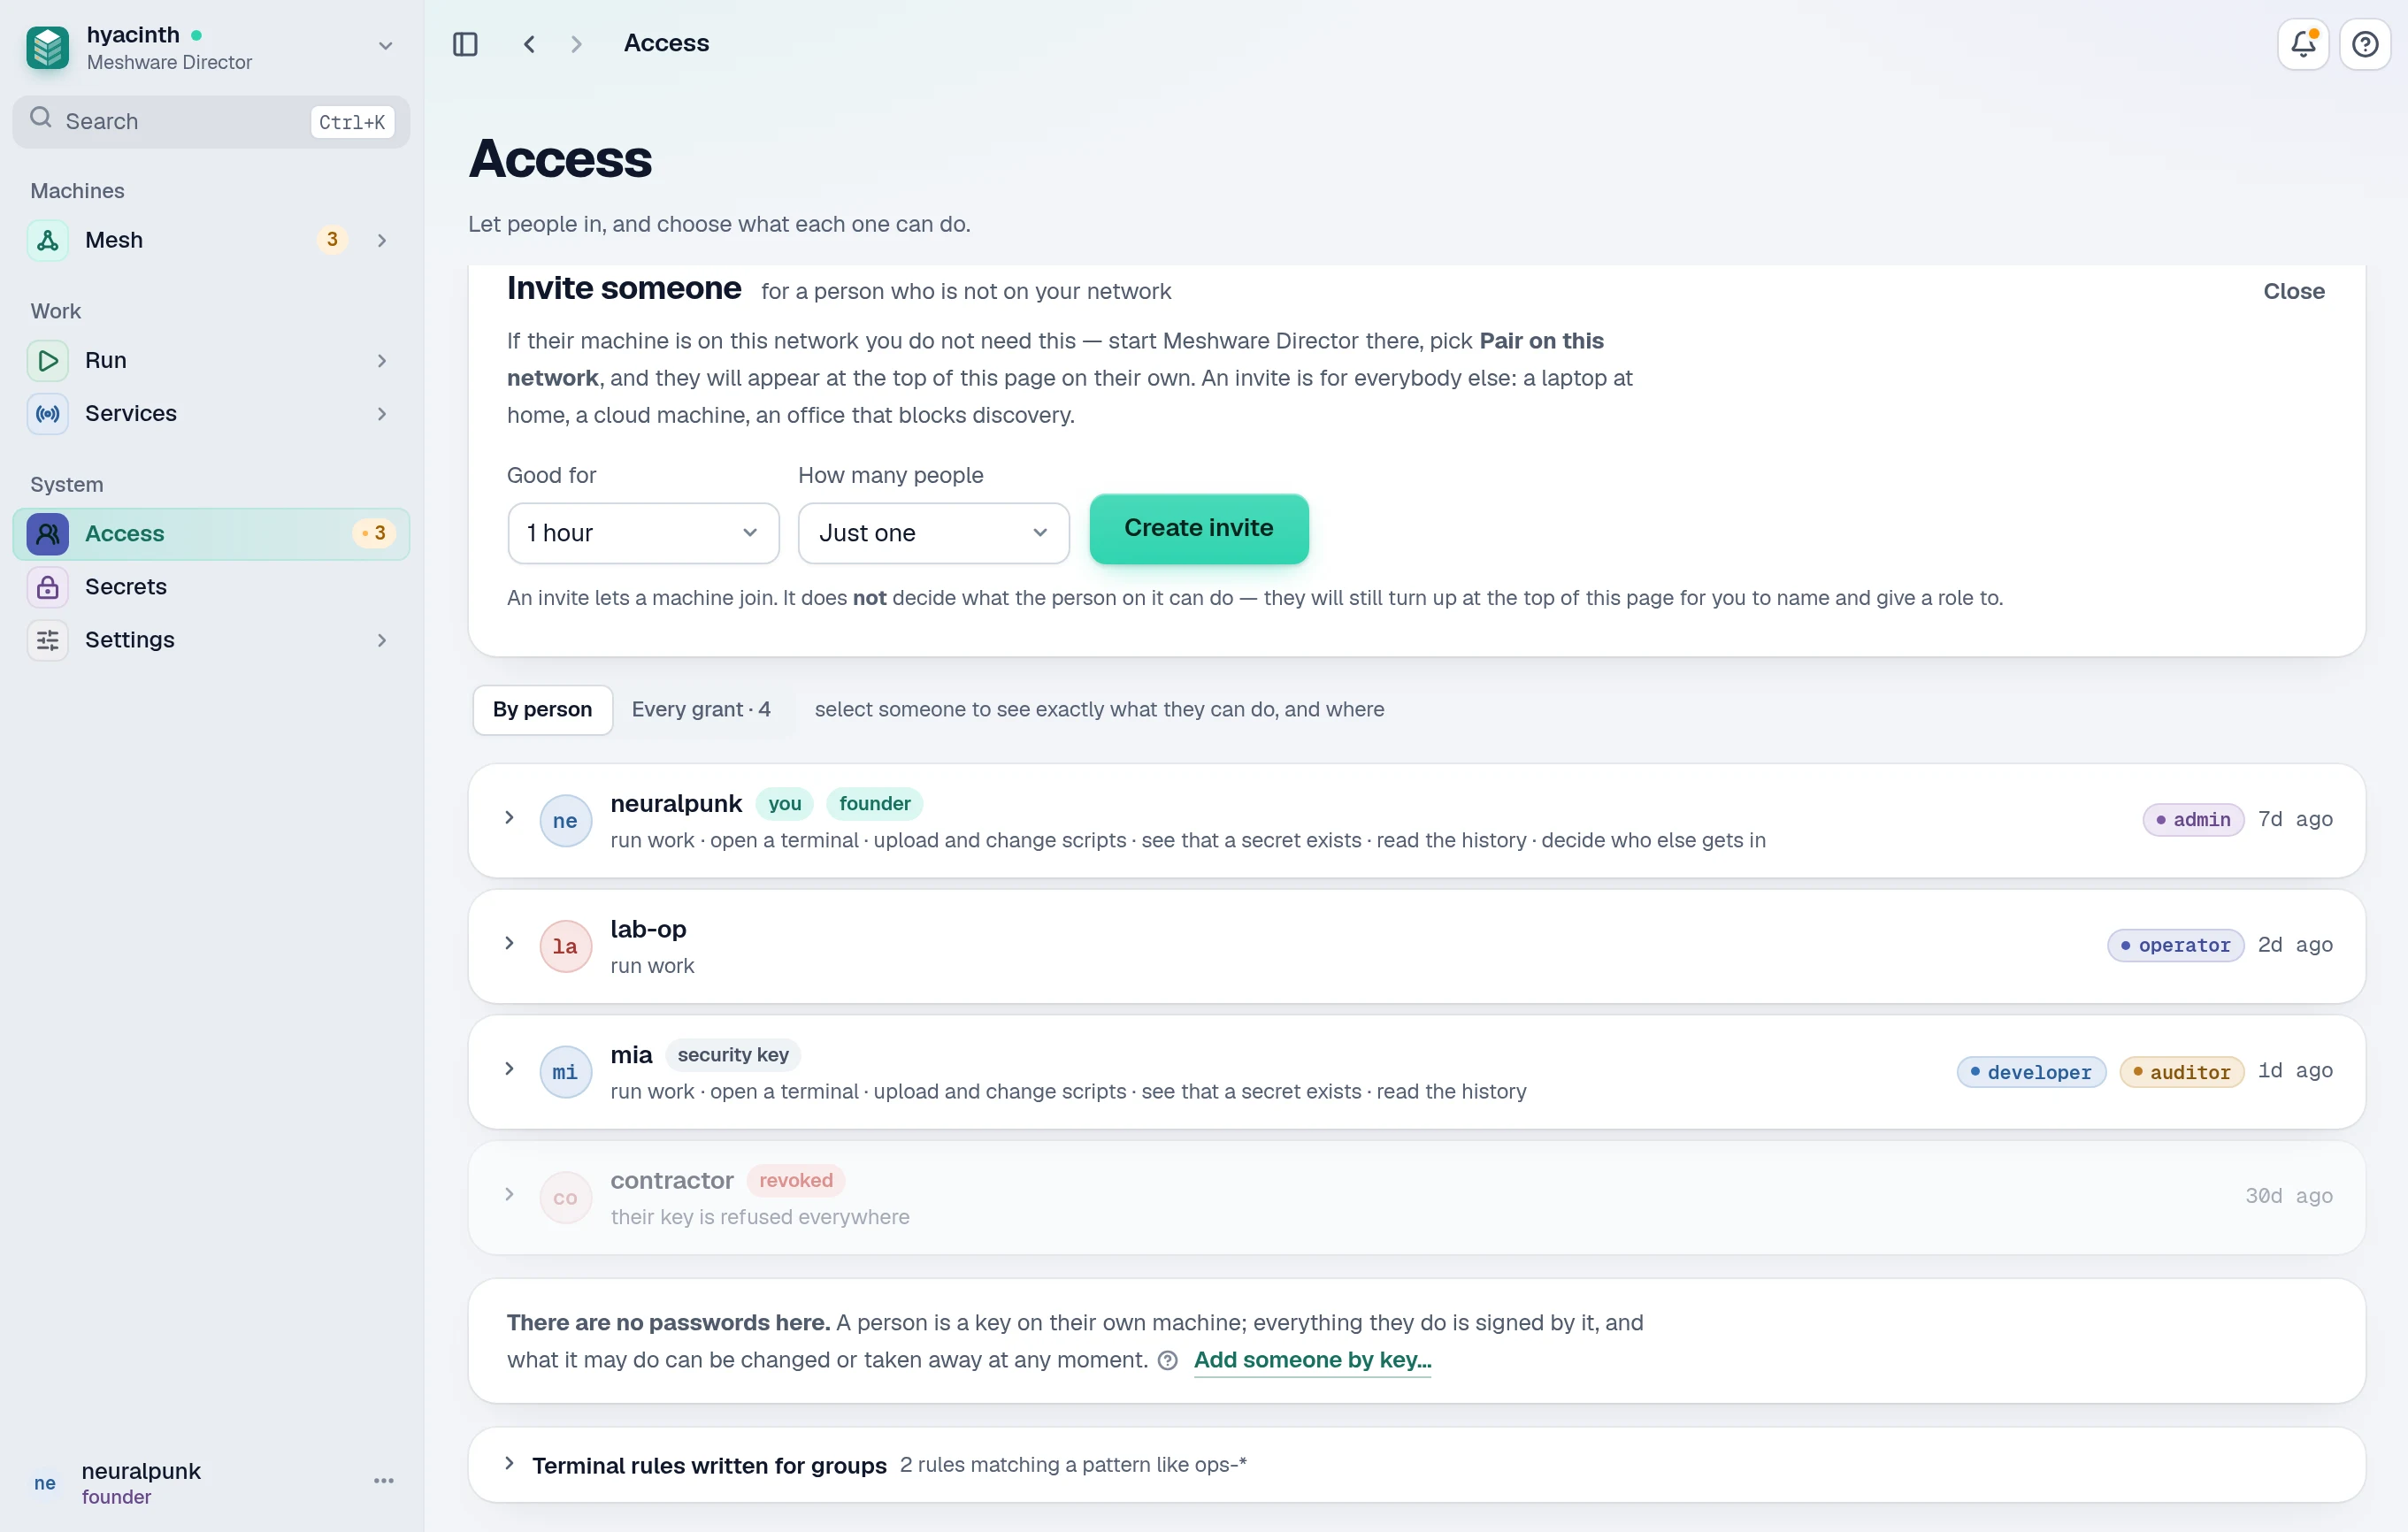 hyacinth
Meshware Director
Search
Ctrl+K
Machines
Mesh
3
Work
Run
Services
System
Access
3
Secrets
Settings
neuralpunk
founder
ne
Access
Access
Let people in, and choose what each one can do.
Invite someone for a person who is not on your network
Close
If their machine is on this network you do not need this — start Meshware Director there, pick Pair on this
network, and they will appear at the top of this page on their own. An invite is for everybody else: a laptop at
home, a cloud machine, an office that blocks discovery.
Good for
How many people
1 hour
Just one
Create invite
An invite lets a machine join. It does not decide what the person on it can do — they will still turn up at the top of this page for you to name and give a role to.
By person
Every grant · 4
select someone to see exactly what they can do, and where
ne
neuralpunk you founder
run work · open a terminal · upload and change scripts · see that a secret exists · read the history · decide who else gets in
admin 7d ago
la
lab-op
run work
operator 2d ago
mi
mia security key
run work · open a terminal · upload and change scripts · see that a secret exists · read the history
developer auditor 1d ago
co
contractor revoked
their key is refused everywhere
30d ago
There are no passwords here. A person is a key on their own machine; everything they do is signed by it, and
what it may do can be changed or taken away at any moment. Add someone by key…
Terminal rules written for groups 2 rules matching a pattern like ops-*